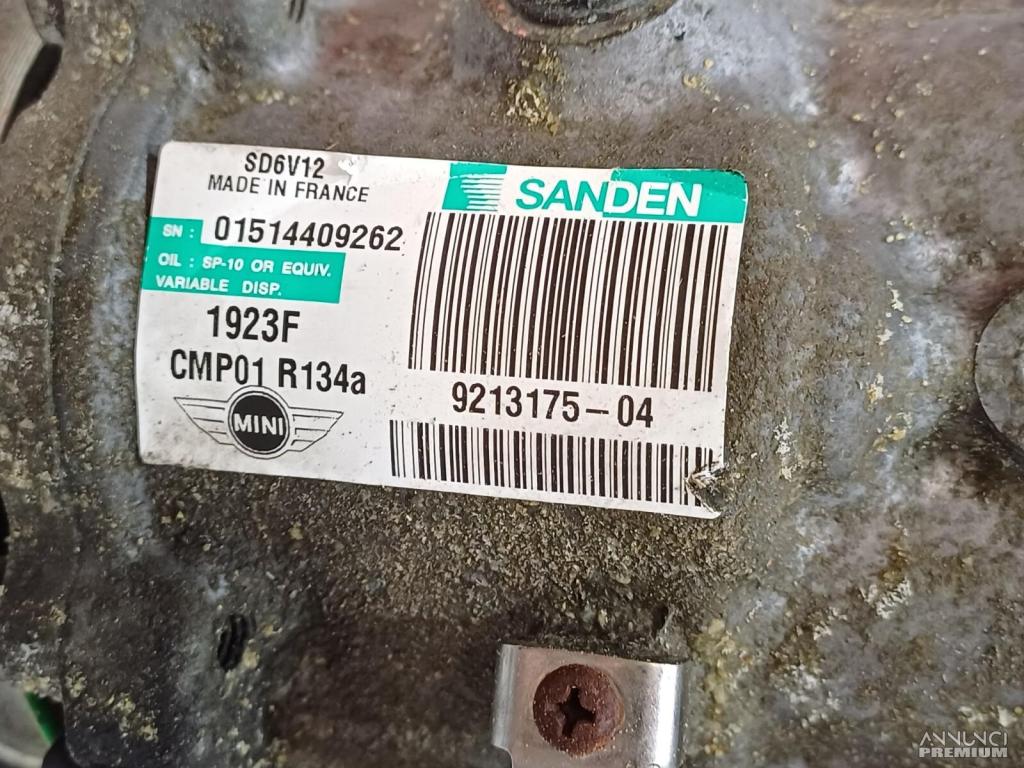 SD6V12
MADE IN FRANCE
SANDEN
SN : 01514409262
OIL : SP-10 OR EQUIV.
VARIABLE DISP.
1923F
CMP01 R134a
MINI
9213175-04
ANNUNCI
PREMIUM